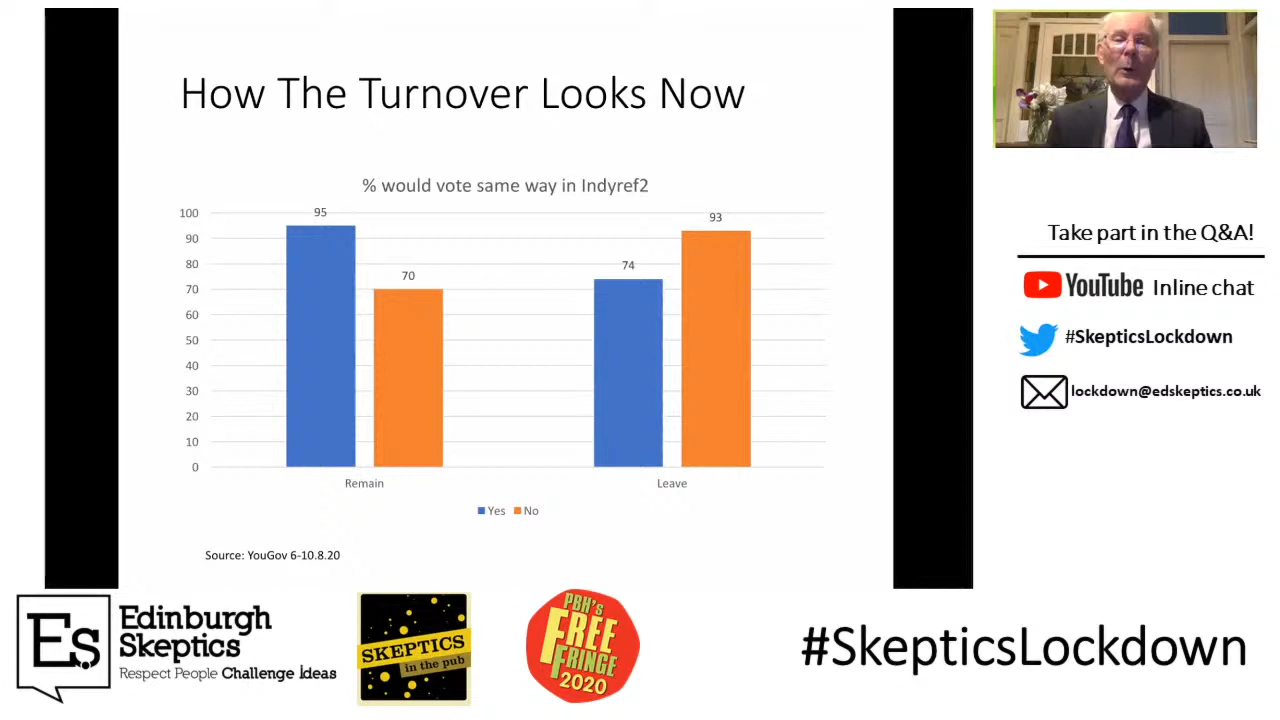 How The Turnover Looks Now
% would vote same way in Indyref2
100
90
80
70
60
50
40
30
20
10
0
95
70
74
93
Remain
Leave
Yes
No
Source: YouGov 6-10.8.20
Take part in the Q&A!
YouTube Inline chat
#SkepticsLockdown
lockdown@edskeptics.co.uk
Es
Edinburgh
Skeptics
Respect People Challenge Ideas
SKEPTICS
in the pub
PBH's
FREE
FRINGE
2020
#SkepticsLockdown